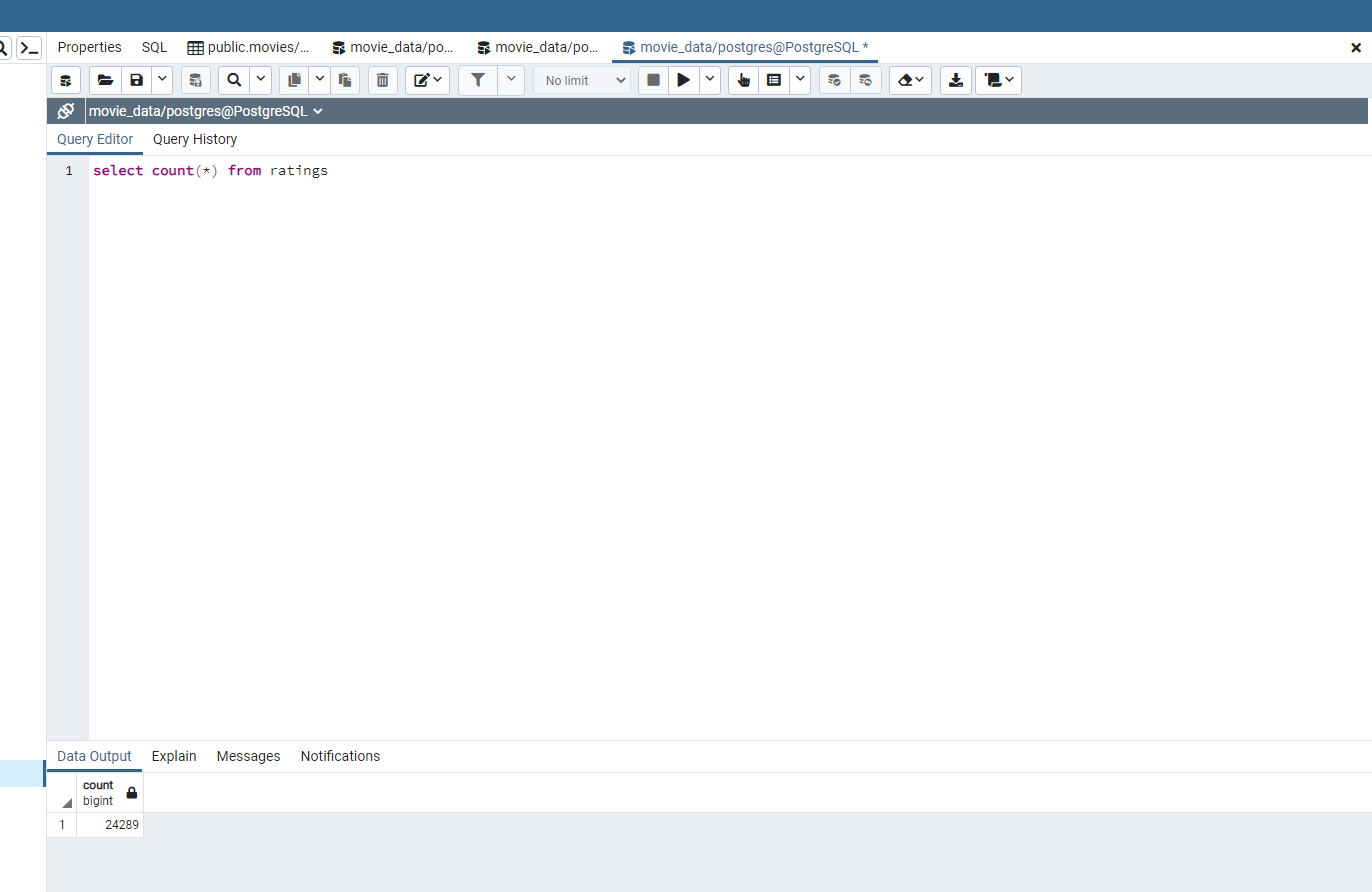 Properties SQL public.movies/... movie_data/po... movie_data/po... movie_data/postgres@PostgreSQL *
No limit
movie_data/postgres@PostgreSQL
Query Editor Query History
1 select count(*) from ratings
Data Output Explain Messages Notifications
count
bigint
1 24289